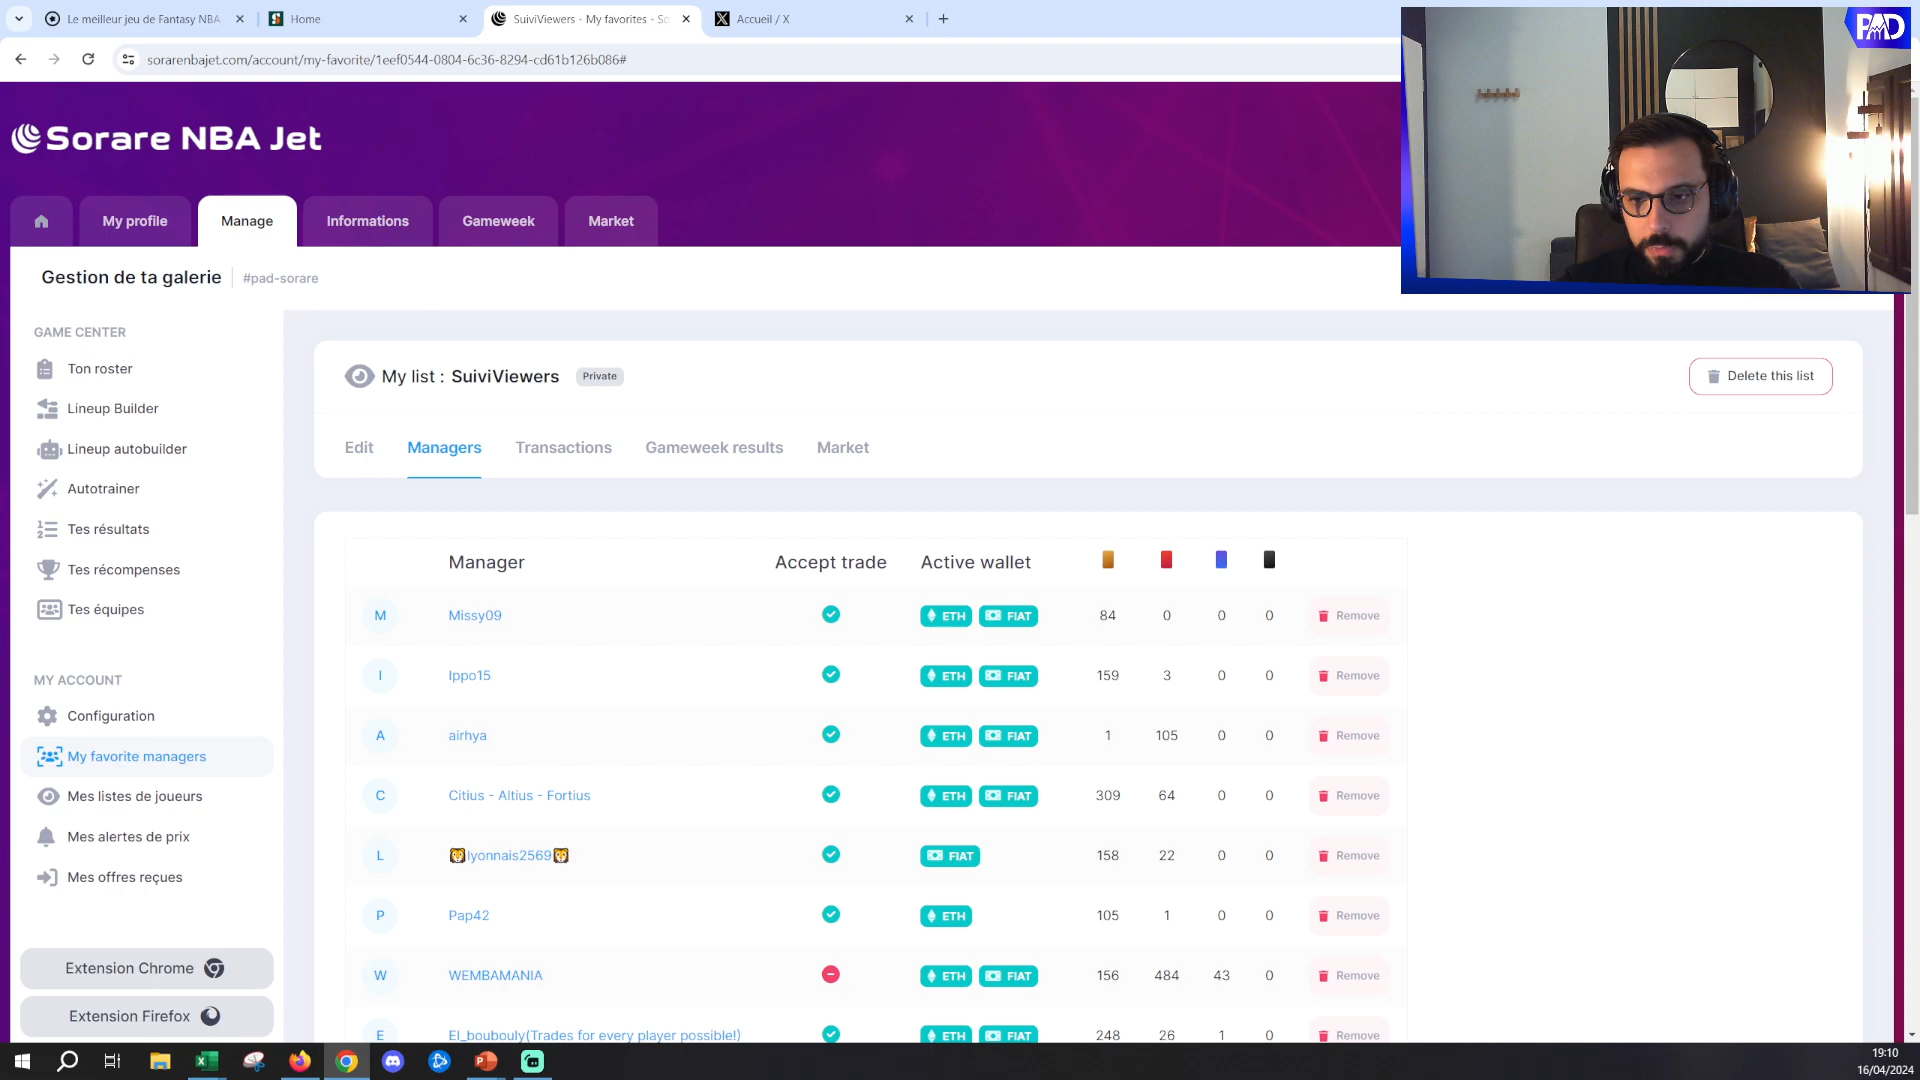 Le meilleur jeu de Fantasy NBA
Home
SuiviViewers - My favorites - So
Accueil / X
sorarenbajet.com/account/my-favorite/1eef0544-0804-6c36-8294-cd61b126b086#
PAD
Sorare NBA Jet
My profile
Manage
Informations
Gameweek
Market
Gestion de ta galerie
#pad-sorare
GAME CENTER
Ton roster
Lineup Builder
Lineup autobuilder
Autotrainer
Tes résultats
Tes récompenses
Tes équipes
MY ACCOUNT
Configuration
My favorite managers
Mes listes de joueurs
Mes alertes de prix
Mes offres reçues
Extension Chrome
Extension Firefox
My list : SuiviViewers Private
Delete this list
Edit Managers Transactions Gameweek results Market
Manager Accept trade Active wallet
M Missy09 ETH FIAT 84 0 0 0 Remove
I Ippo15 ETH FIAT 159 3 0 0 Remove
A airhya ETH FIAT 1 105 0 0 Remove
C Citius - Altius - Fortius ETH FIAT 309 64 0 0 Remove
L 🐯lyonnais2569🐯 FIAT 158 22 0 0 Remove
P Pap42 ETH 105 1 0 0 Remove
W WEMBAMANIA ETH FIAT 156 484 43 0 Remove
E El_boubouly(Trades for every player possible!) ETH FIAT 248 26 1 0 Remove
19:10
16/04/2024